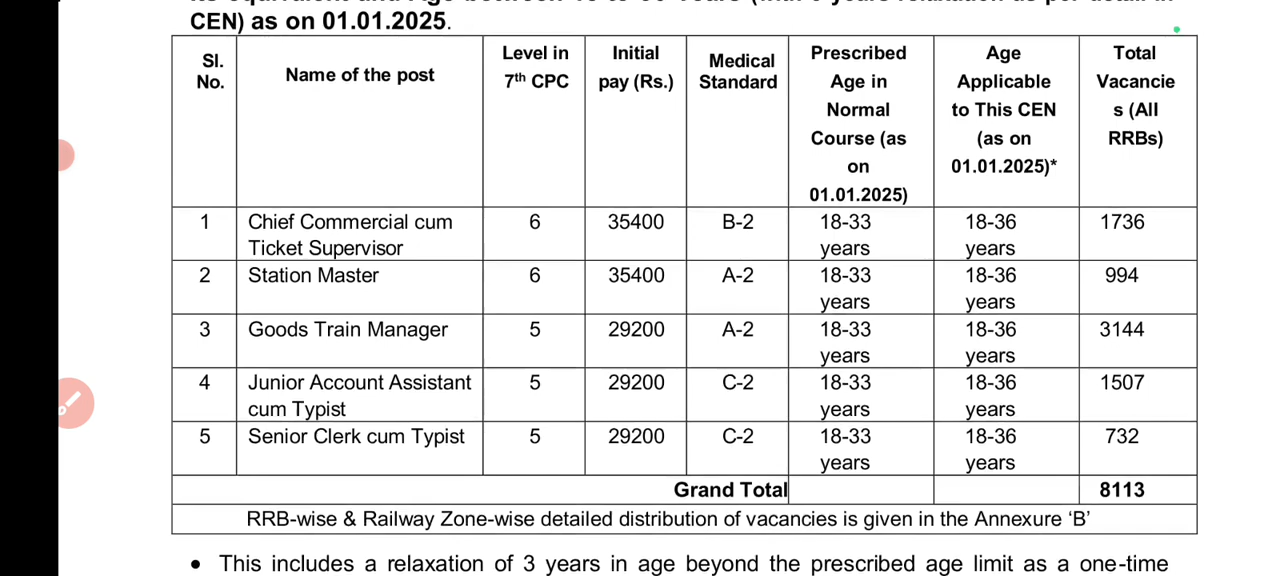 CEN) as on 01.01.2025.
Sl. No. Name of the post Level in 7th CPC Initial pay (Rs.) Medical Standard Prescribed Age in Normal Course (as on 01.01.2025) Age Applicable to This CEN (as on 01.01.2025)* Total Vacancie s (All RRBs)
1 Chief Commercial cum Ticket Supervisor 6 35400 B-2 18-33 years 18-36 years 1736
2 Station Master 6 35400 A-2 18-33 years 18-36 years 994
3 Goods Train Manager 5 29200 A-2 18-33 years 18-36 years 3144
4 Junior Account Assistant cum Typist 5 29200 C-2 18-33 years 18-36 years 1507
5 Senior Clerk cum Typist 5 29200 C-2 18-33 years 18-36 years 732
Grand Total 8113
RRB-wise & Railway Zone-wise detailed distribution of vacancies is given in the Annexure ‘B’
• This includes a relaxation of 3 years in age beyond the prescribed age limit as a one-time